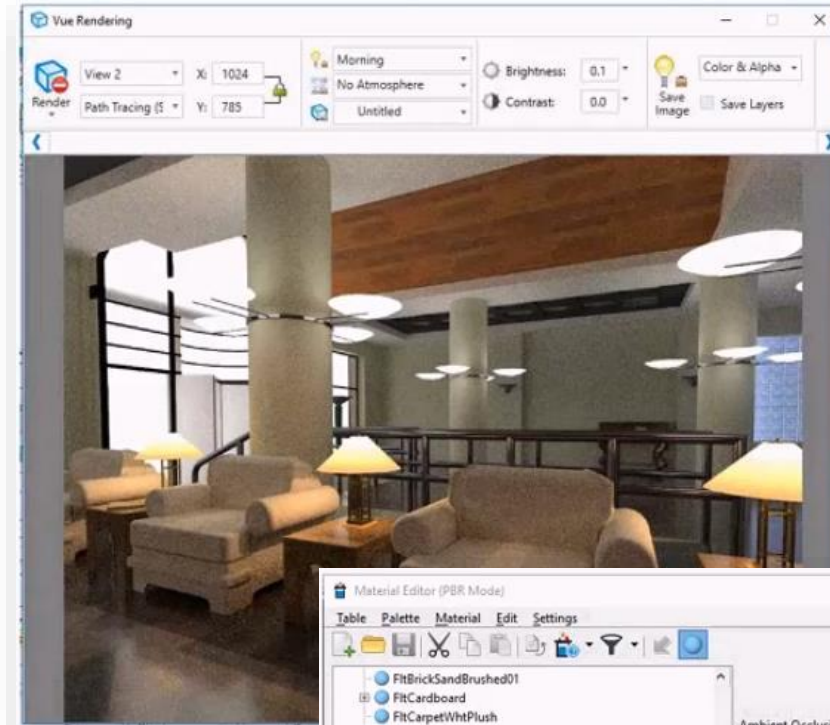 Vue Rendering
Render
View 2
X: 1024
Path Tracing (S
Y: 785
Morning
No Atmosphere
Untitled
Brightness: 0.1
Contrast: 0.0
Save Image
Color & Alpha
Save Layers
Material Editor (PBR Mode)
Table Palette Material Edit Settings
FltBrickSandBrushed01
FltCardboard
FltCarpetWhtPlush